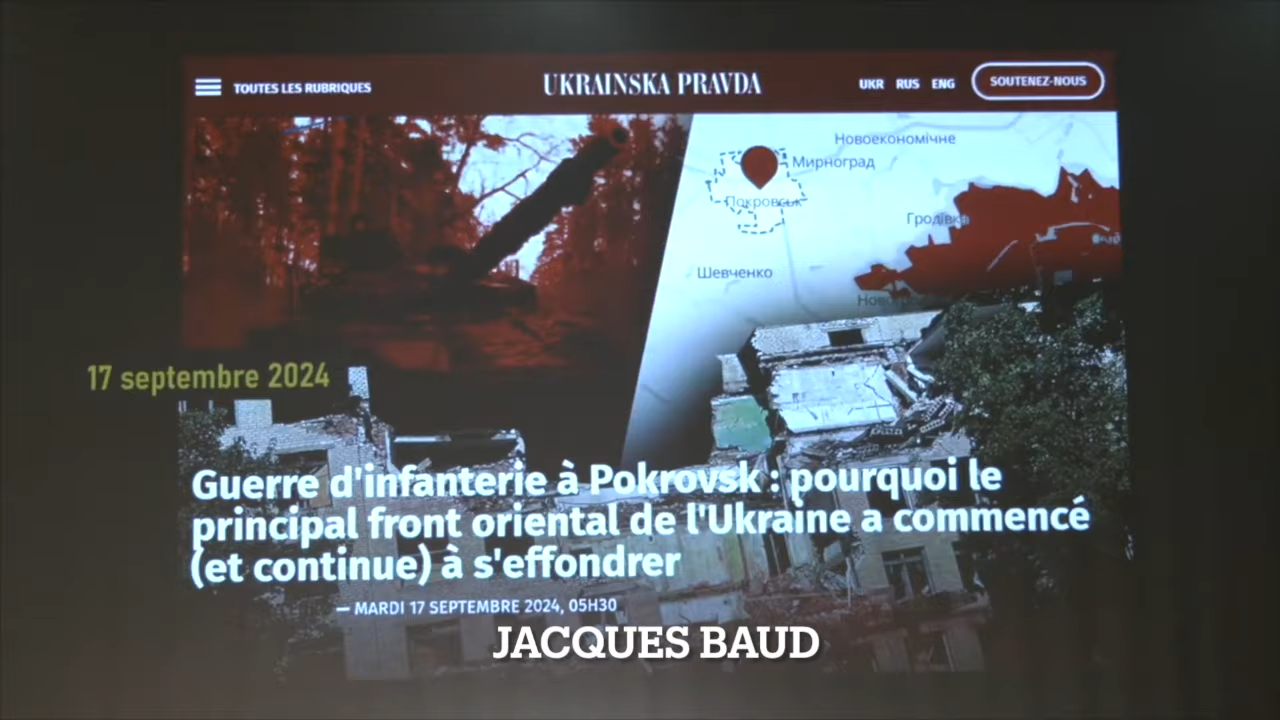 TOUTES LES RUBRIQUES
UKRAINSKA PRAVDA
UKR RUS ENG
SOUTENEZ-NOUS
Новоекономічне
Мирноград
Покровськ
Гродівка
Шевченко
17 septembre 2024
Guerre d'infanterie à Pokrovsk : pourquoi le
principal front oriental de l'Ukraine a commencé
(et continue) à s'effondrer
— MARDI 17 SEPTEMBRE 2024, 05H30
JACQUES BAUD